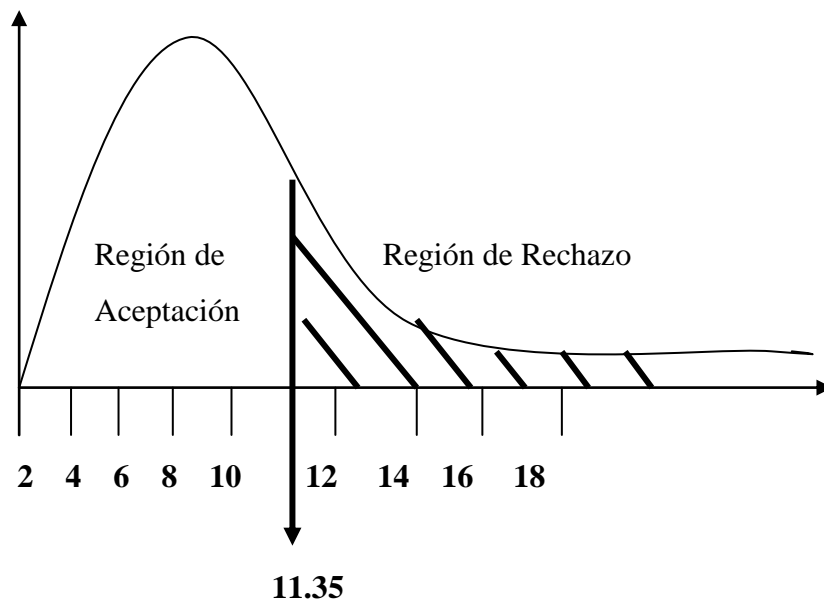 Región de
Aceptación
Región de Rechazo
2 4 6 8 10 12 14 16 18
11.35